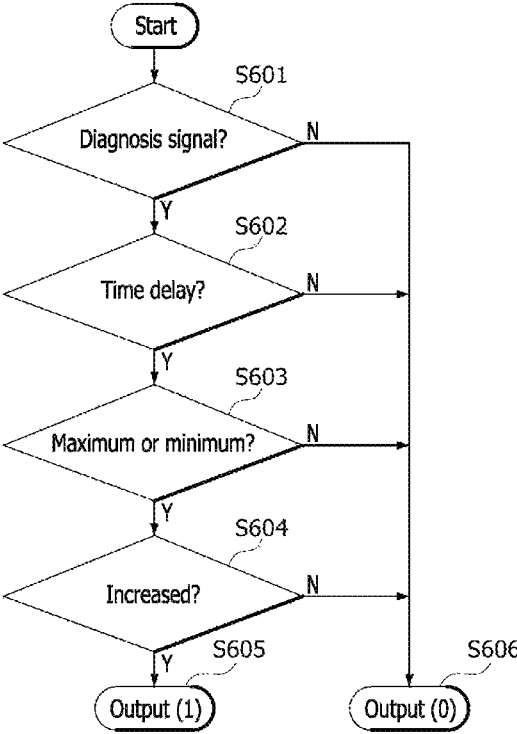 Start
S601
Diagnosis signal?
N
Y
S602
Time delay?
N
Y
S603
Maximum or minimum?
N
Y
S604
Increased?
N
Y
S605
S606
Output (1)
Output (0)